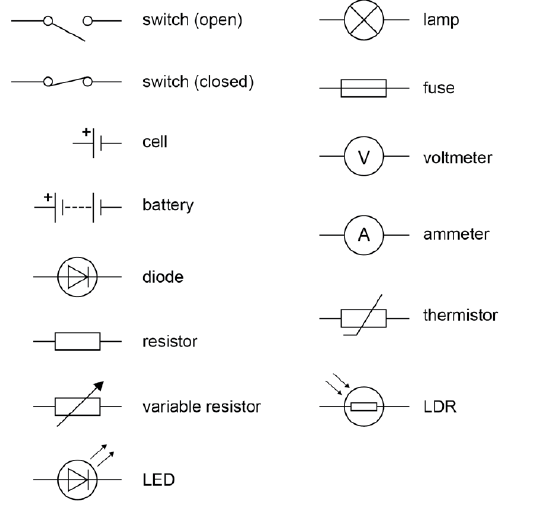 switch (open)
switch (closed)
+
cell
+
battery
diode
resistor
variable resistor
LED
lamp
fuse
V
voltmeter
A
ammeter
thermistor
LDR